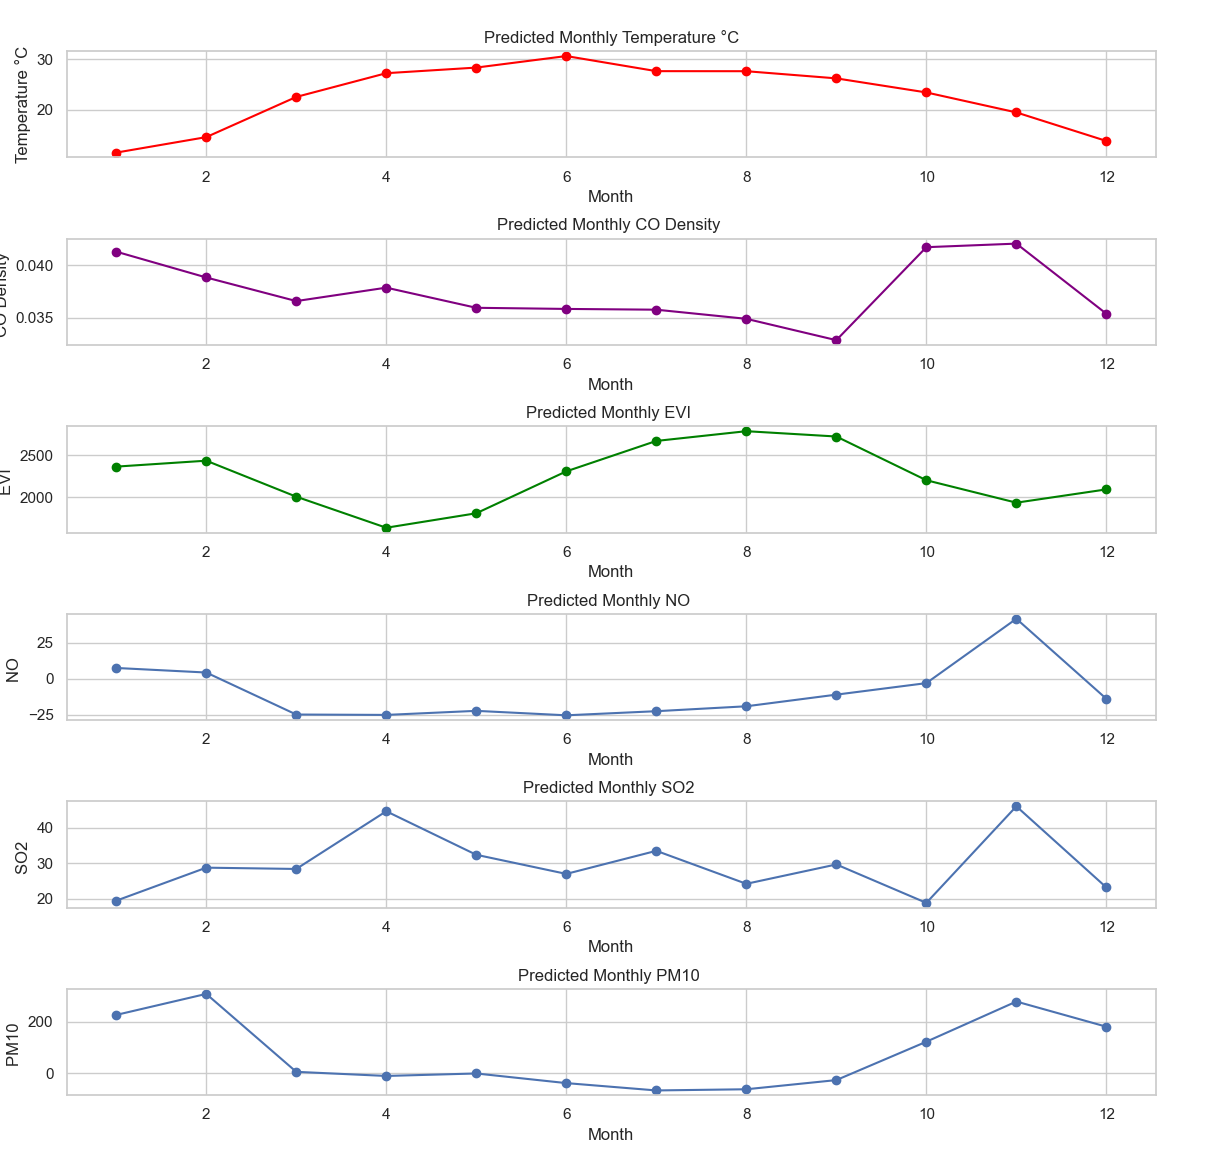 Predicted Monthly Temperature °C
Temperature °C
30
20
2 4 6 8 10 12
Month
Predicted Monthly CO Density
CO Density
0.040
0.035
2 4 6 8 10 12
Month
Predicted Monthly EVI
EVI
2500
2000
2 4 6 8 10 12
Month
Predicted Monthly NO
NO
25
0
−25
2 4 6 8 10 12
Month
Predicted Monthly SO2
SO2
40
30
20
2 4 6 8 10 12
Month
Predicted Monthly PM10
PM10
200
0
2 4 6 8 10 12
Month